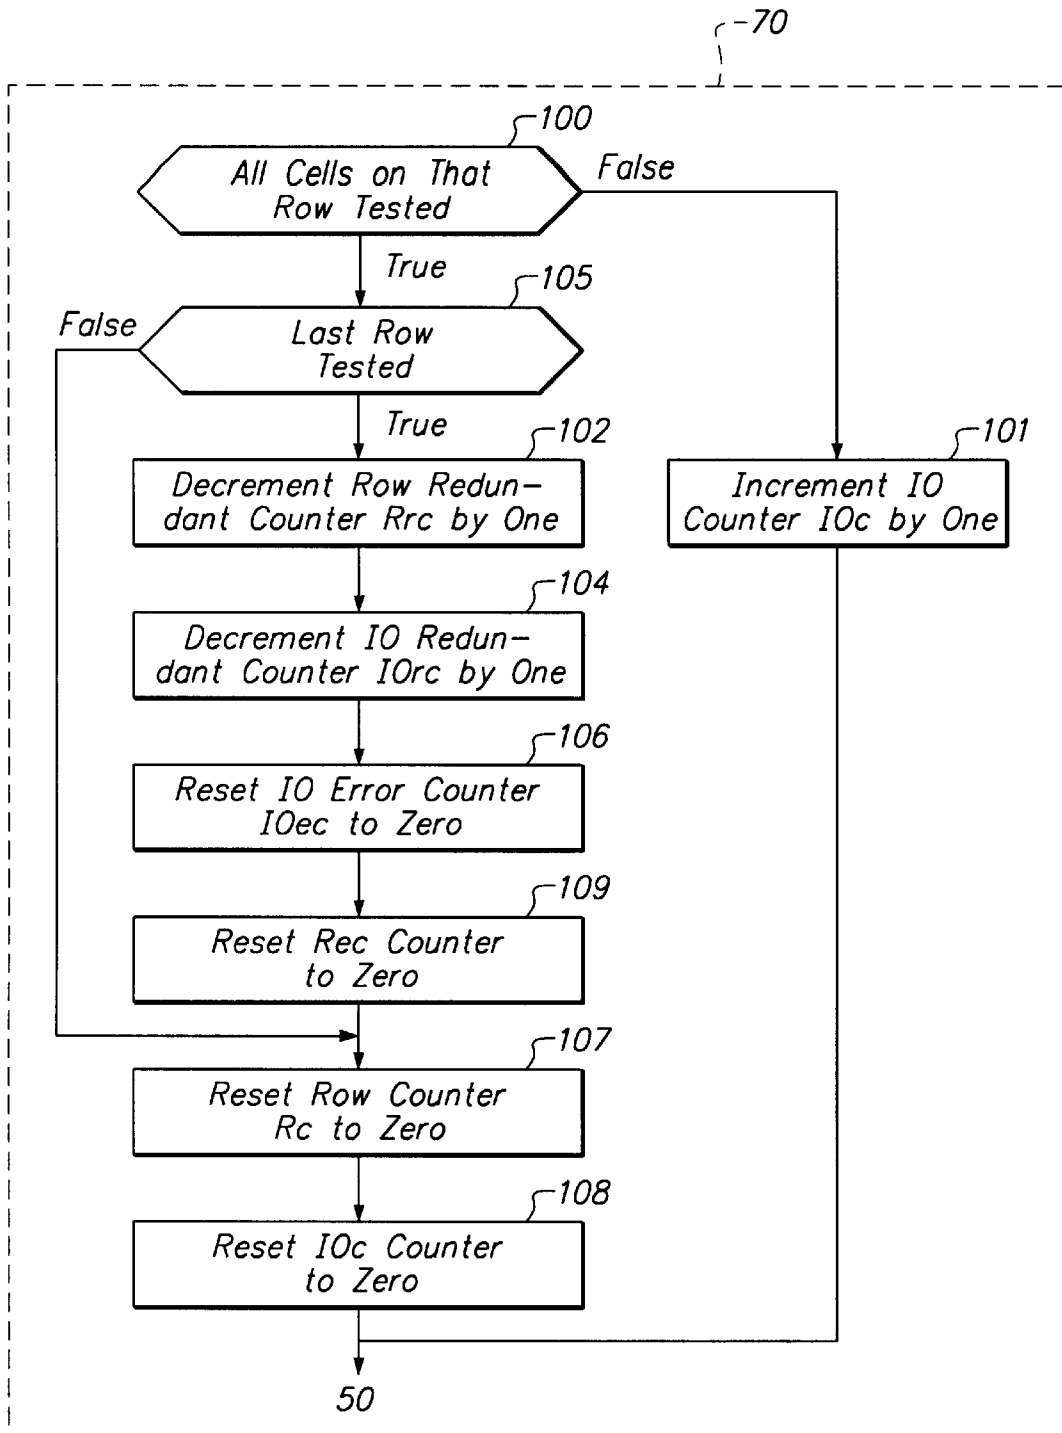 70
100
All Cells on That
Row Tested
False
True
105
False
Last Row
Tested
True
102
Decrement Row Redun-
dant Counter Rrc by One
101
Increment IO
Counter IOc by One
104
Decrement IO Redun-
dant Counter IOrc by One
106
Reset IO Error Counter
IOec to Zero
109
Reset Rec Counter
to Zero
107
Reset Row Counter
Rc to Zero
108
Reset IOc Counter
to Zero
50